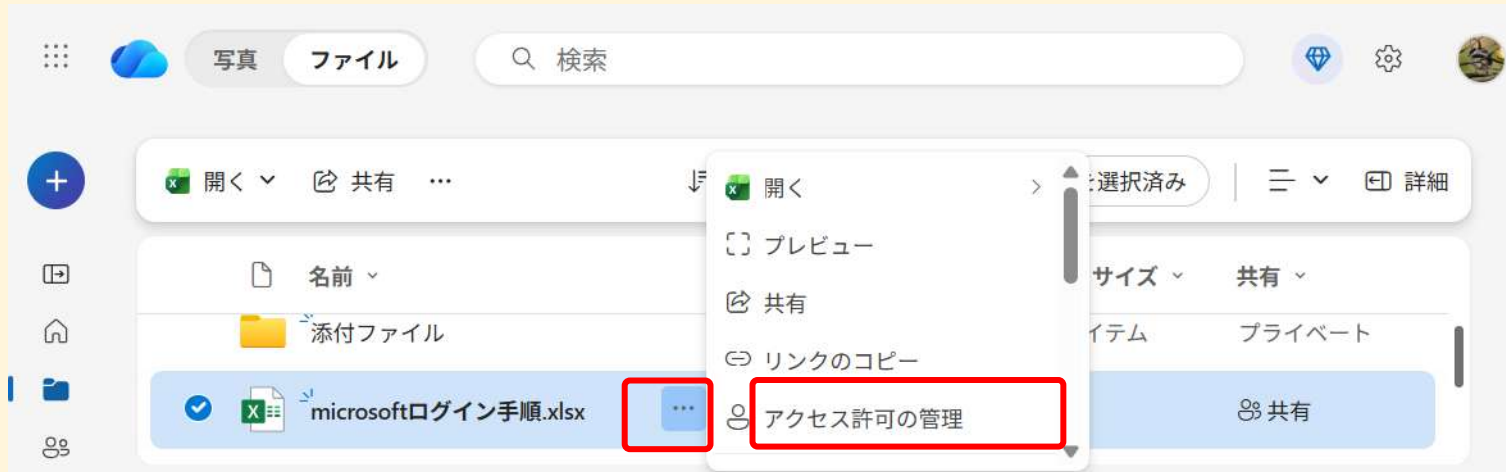 写真 ファイル 検索
開く 共有 ...
選択済み 詳細
開く
プレビュー
共有
リンクのコピー
アクセス許可の管理
名前 サイズ 共有
添付ファイル イテム プライベート
microsoftログイン手順.xlsx ... 共有